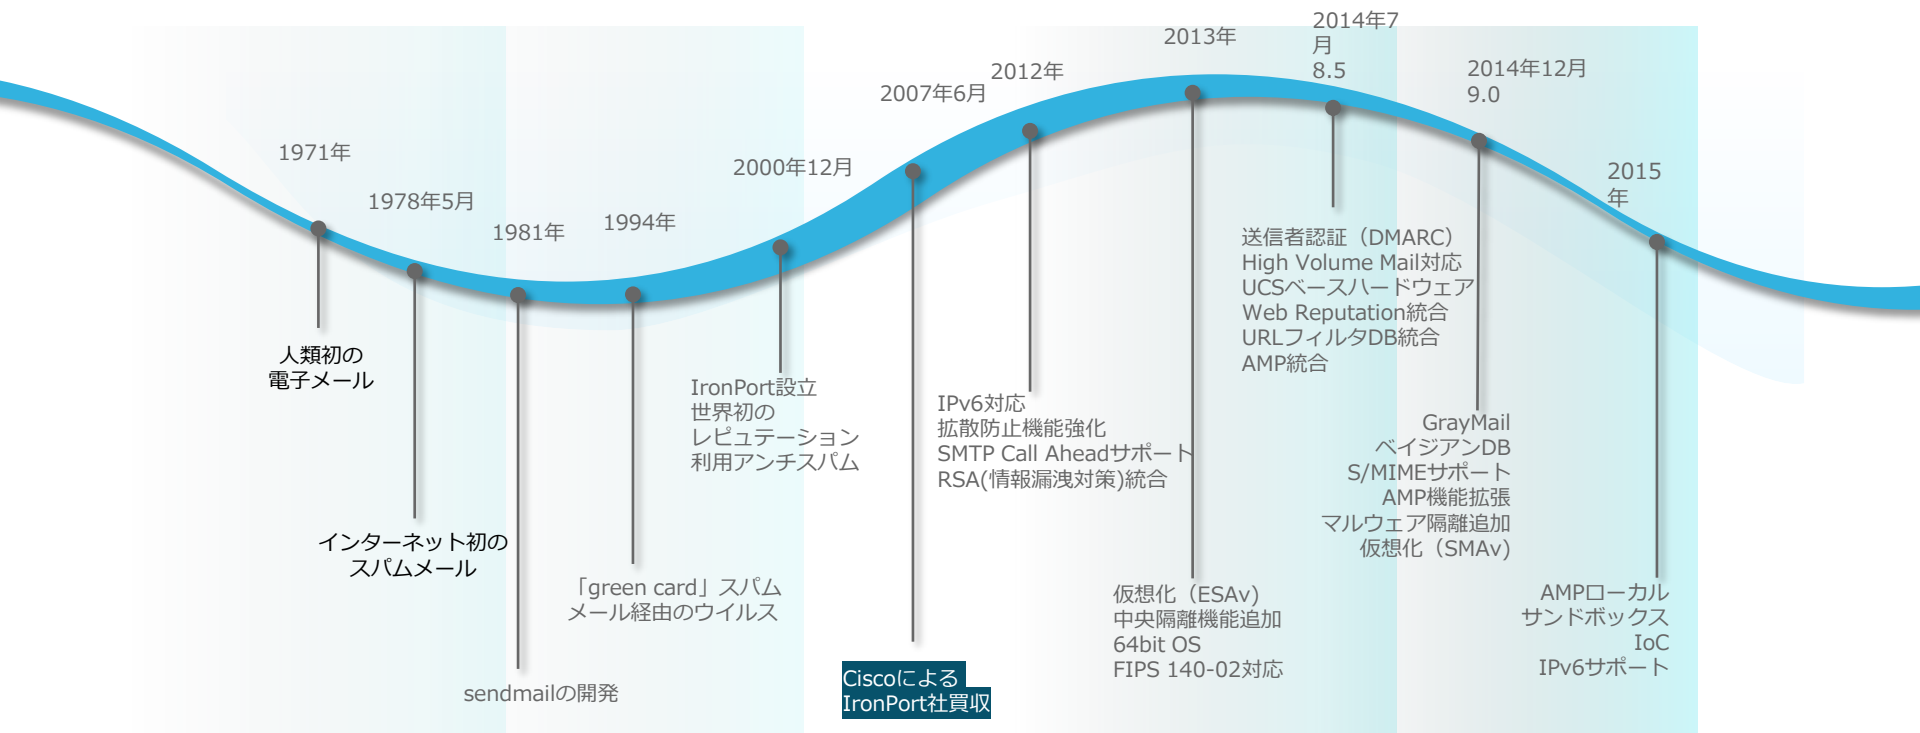 1971年
人類初の
電子メール
1978年5月
インターネット初の
スパムメール
1981年
sendmailの開発
1994年
「green card」スパム
メール経由のウイルス
2000年12月
IronPort設立
世界初の
レピュテーション
利用アンチスパム
2007年6月
Ciscoによる
IronPort社買収
2012年
IPv6対応
拡散防止機能強化
SMTP Call Aheadサポート
RSA(情報漏洩対策)統合
2013年
仮想化（ESAv)
中央隔離機能追加
64bit OS
FIPS 140-02対応
2014年7
月
8.5
送信者認証（DMARC）
High Volume Mail対応
UCSベースハードウェア
Web Reputation統合
URLフィルタDB統合
AMP統合
2014年12月
9.0
GrayMail
ベイジアンDB
S/MIMEサポート
AMP機能拡張
マルウェア隔離追加
仮想化（SMAv)
2015
年
AMPローカル
サンドボックス
IoC
IPv6サポート